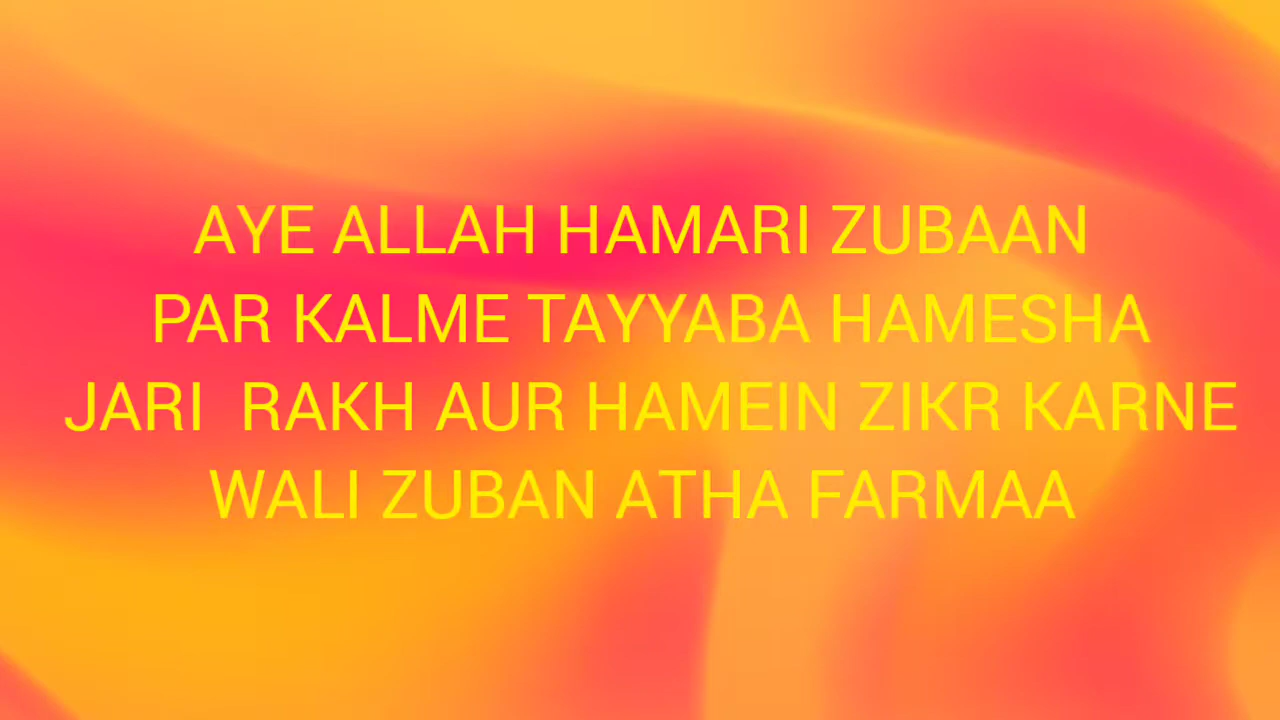 AYE ALLAH HAMARI ZUBAAN
PAR KALME TAYYABA HAMESHA
JARI  RAKH AUR HAMEIN ZIKR KARNE
WALI ZUBAN ATHA FARMAA